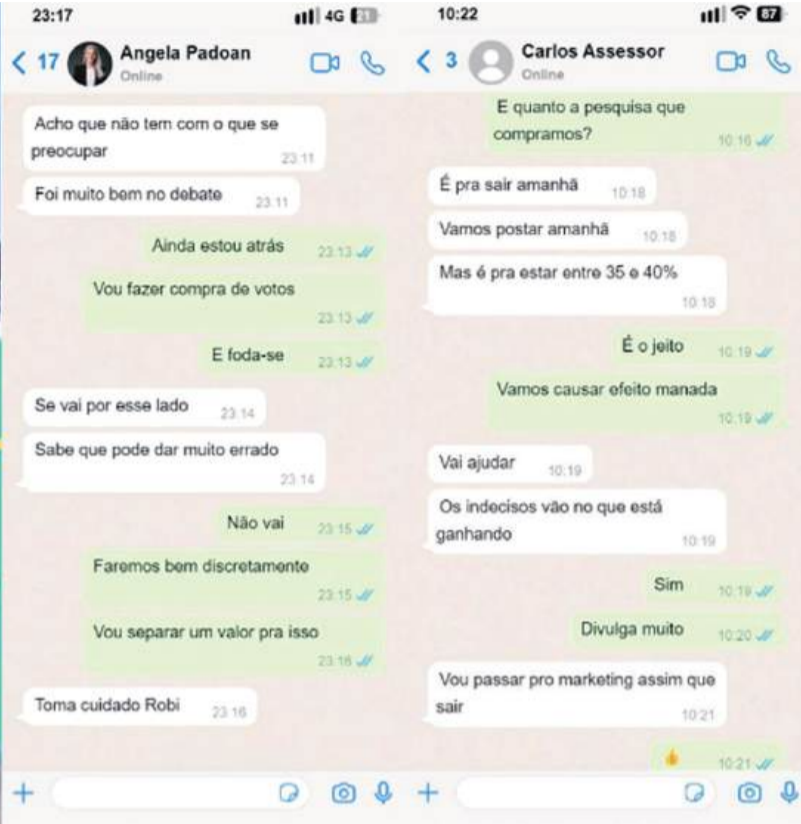 23:17
4G 21
17
Angela Padoan
Online
Acho que não tem com o que se
preocupar
23:11
Foi muito bem no debate
23:11
Ainda estou atrás
23:13
Vou fazer compra de votos
23:13
E foda-se
23:13
Se vai por esse lado
23:14
Sabe que pode dar muito errado
23:14
Não vai
23:15
Faremos bem discretamente
23:15
Vou separar um valor pra isso
23:16
Toma cuidado Robi
23:16
10:22
67
3
Carlos Assessor
Online
E quanto a pesquisa que
compramos?
10:16
É pra sair amanhã
10:18
Vamos postar amanhã
10:18
Mas é pra estar entre 35 e 40%
10:18
É o jeito
10:19
Vamos causar efeito manada
10:19
Vai ajudar
10:19
Os indecisos vão no que está
ganhando
10:19
Sim
10:19
Divulga muito
10:20
Vou passar pro marketing assim que
sair
10:21
10:21